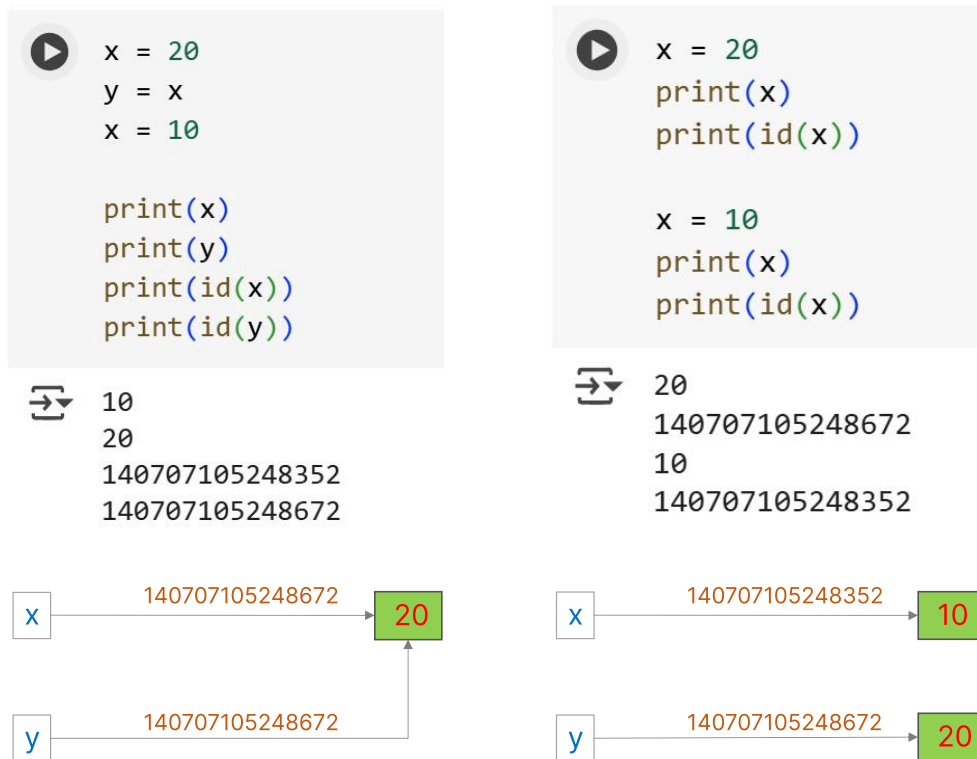 x = 20
y = x
x = 10
print(x)
print(y)
print(id(x))
print(id(y))
10
20
140707105248352
140707105248672
x = 20
print(x)
print(id(x))
x = 10
print(x)
print(id(x))
20
140707105248672
10
140707105248352
x 140707105248672 20
y 140707105248672
x 140707105248352 10
y 140707105248672 20